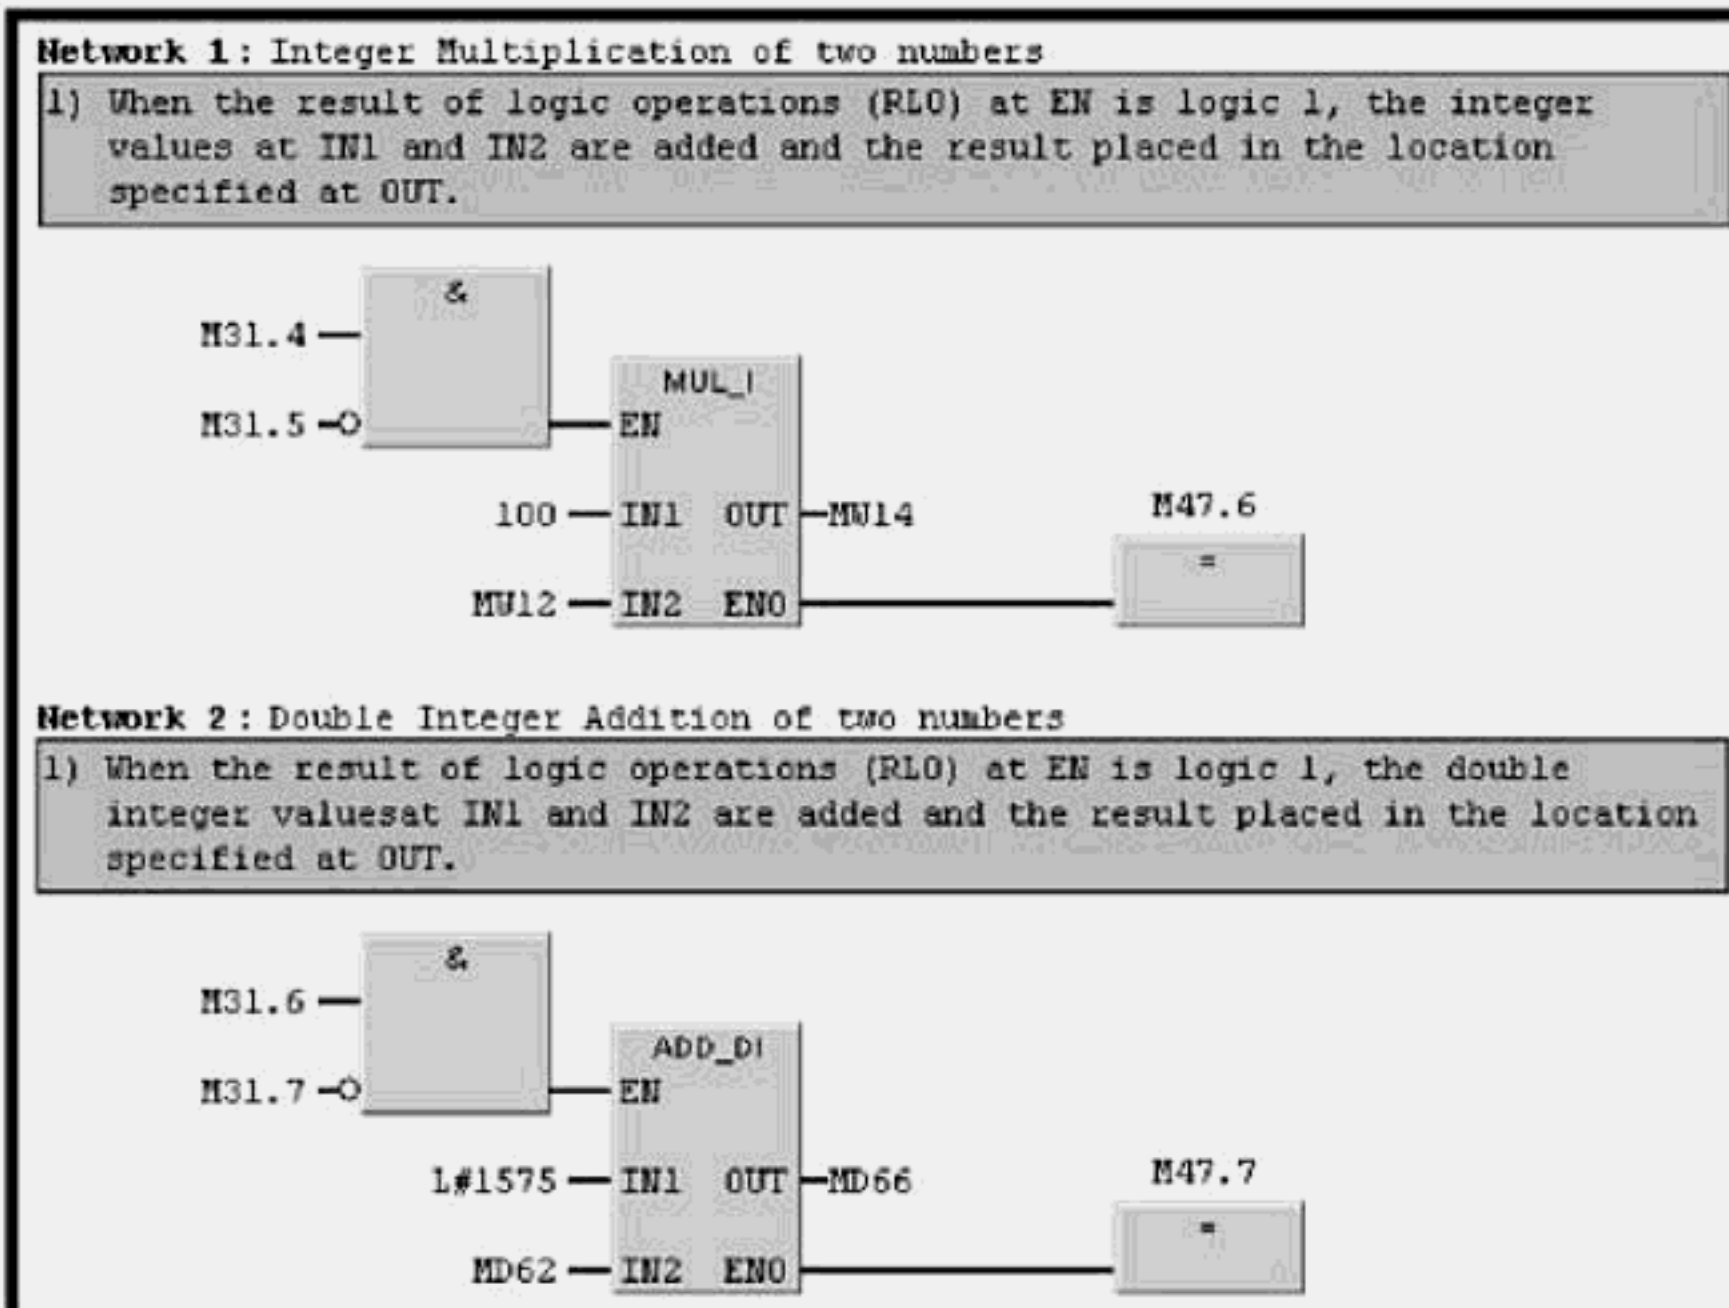 Network 1: Integer Multiplication of two numbers
1) When the result of logic operations (RLO) at EN is logic 1, the integer
values at IN1 and IN2 are added and the result placed in the location
specified at OUT.
&
M31.4
MUL_I
M31.5 EN
M47.6
100 IN1 OUT MW14
=
MW12 IN2 ENO
Network 2: Double Integer Addition of two numbers
1) When the result of logic operations (RLO) at EN is logic 1, the double
integer valuesat IN1 and IN2 are added and the result placed in the location
specified at OUT.
&
M31.6
ADD_DI
M31.7 EN
M47.7
L#1575 IN1 OUT MD66
=
MD62 IN2 ENO